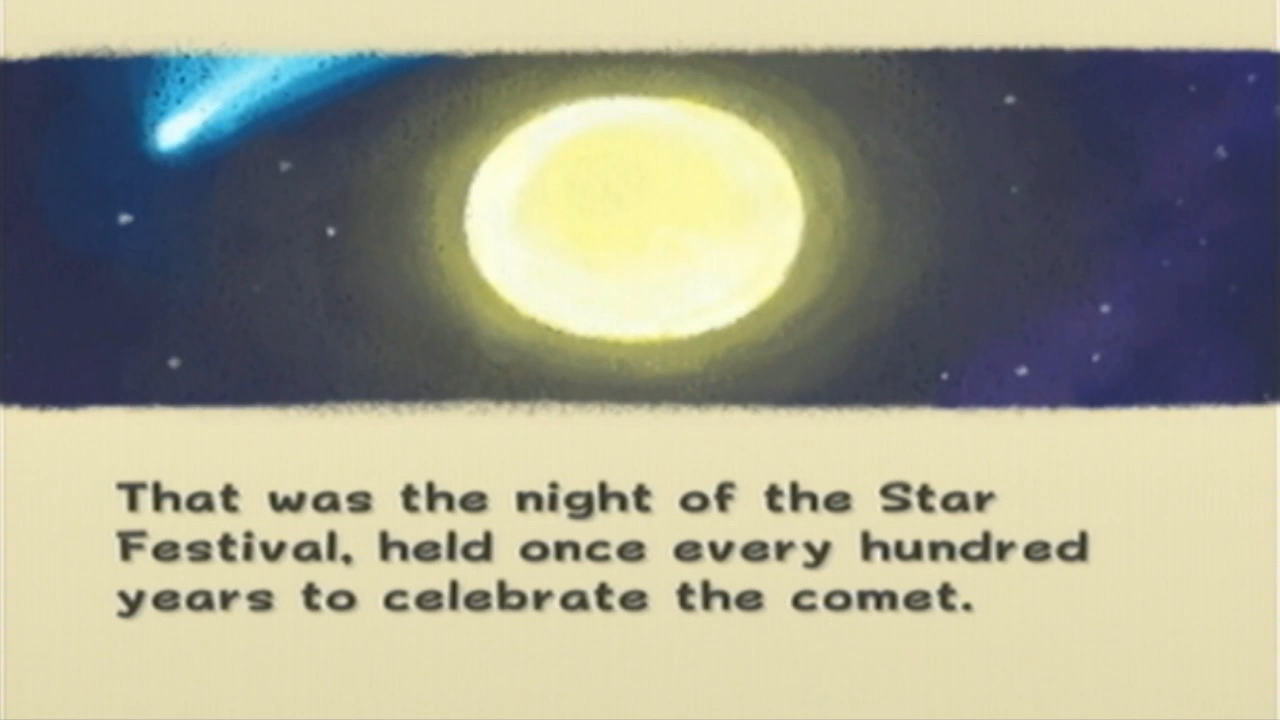 That was the night of the Star
Festival, held once every hundred
years to celebrate the comet.